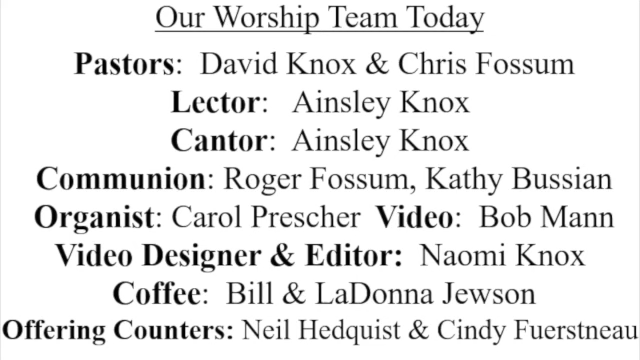 Our Worship Team Today
Pastors: David Knox & Chris Fossum
Lector: Ainsley Knox
Cantor: Ainsley Knox
Communion: Roger Fossum, Kathy Bussian
Organist: Carol Prescher Video: Bob Mann
Video Designer & Editor: Naomi Knox
Coffee: Bill & LaDonna Jewson
Offering Counters: Neil Hedquist & Cindy Fuerstneau